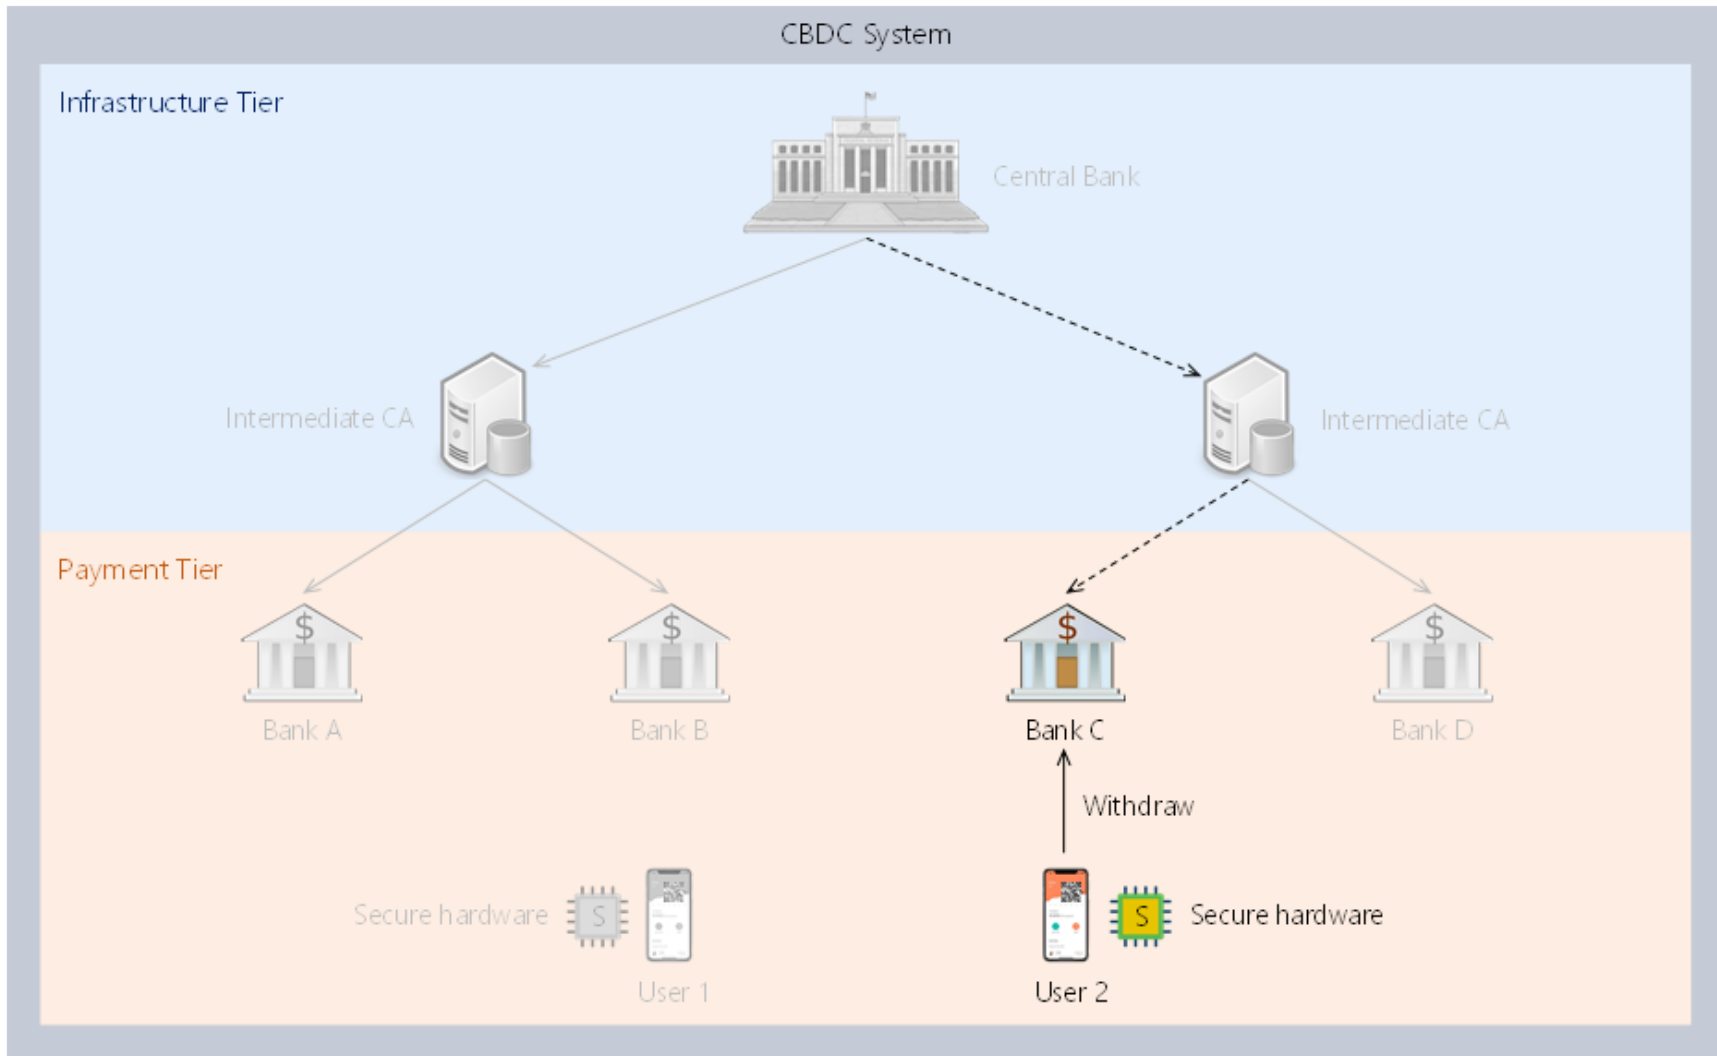 CBDC System
Infrastructure Tier
Central Bank
Intermediate CA
Intermediate CA
Payment Tier
$
$
$
$
Bank A
Bank B
Bank C
Bank D
Withdraw
Secure hardware
S
S
Secure hardware
User 1
User 2